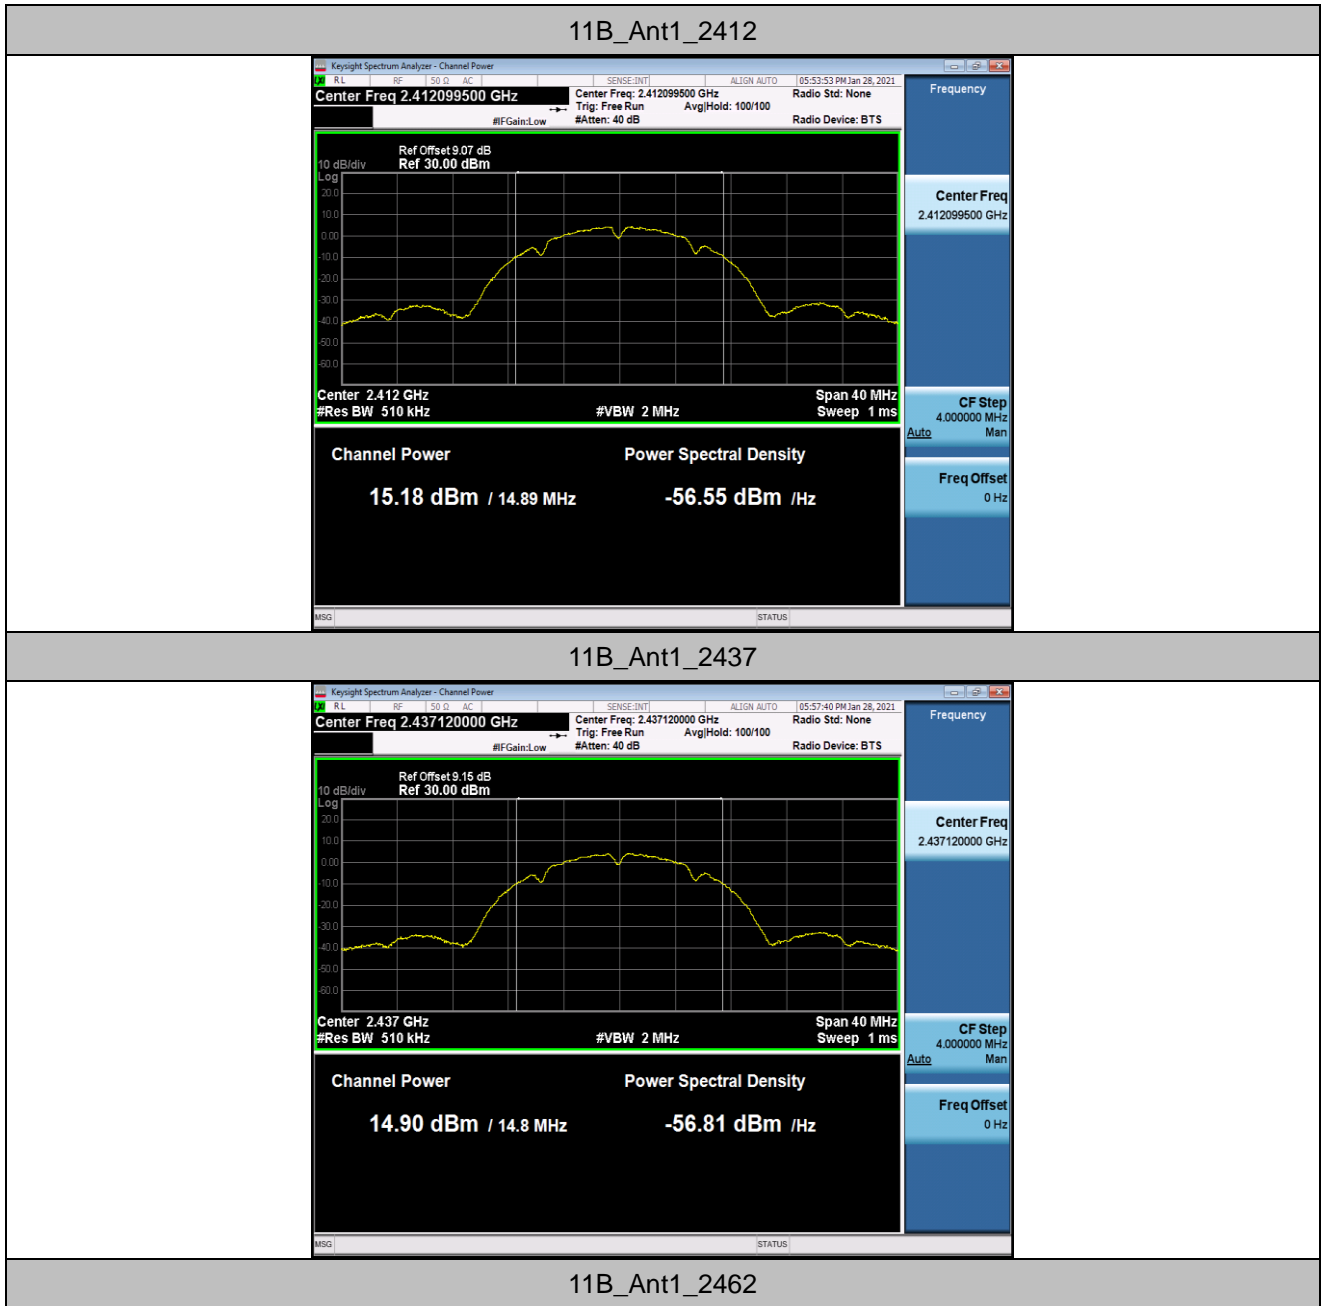 11B_Ant1_2412
Keysight Spectrum Analyzer - Channel Power
RL RF 50 Ω AC SENSE:INT ALIGN AUTO 05:53:53 PM Jan 28, 2021
Center Freq 2.412099500 GHz
Center Freq: 2.412099500 GHz Radio Std: None
Trig: Free Run Avg|Hold: 100/100
#IFGain:Low #Atten: 40 dB Radio Device: BTS
Frequency
Ref Offset 9.07 dB
10 dB/div Ref 30.00 dBm
Log
20.0
10.0
0.00
-10.0
-20.0
-30.0
-40.0
-50.0
-60.0
Center Freq
2.412099500 GHz
Center 2.412 GHz Span 40 MHz
#Res BW 510 kHz #VBW 2 MHz Sweep 1 ms
CF Step
4.000000 MHz
Auto Man
Channel Power Power Spectral Density
15.18 dBm / 14.89 MHz -56.55 dBm /Hz
Freq Offset
0 Hz
MSG STATUS
11B_Ant1_2437
Keysight Spectrum Analyzer - Channel Power
RL RF 50 Ω AC SENSE:INT ALIGN AUTO 05:57:40 PM Jan 28, 2021
Center Freq 2.437120000 GHz
Center Freq: 2.437120000 GHz Radio Std: None
Trig: Free Run Avg|Hold: 100/100
#IFGain:Low #Atten: 40 dB Radio Device: BTS
Frequency
Ref Offset 9.15 dB
10 dB/div Ref 30.00 dBm
Log
20.0
10.0
0.00
-10.0
-20.0
-30.0
-40.0
-50.0
-60.0
Center Freq
2.437120000 GHz
Center 2.437 GHz Span 40 MHz
#Res BW 510 kHz #VBW 2 MHz Sweep 1 ms
CF Step
4.000000 MHz
Auto Man
Channel Power Power Spectral Density
14.90 dBm / 14.8 MHz -56.81 dBm /Hz
Freq Offset
0 Hz
MSG STATUS
11B_Ant1_2462